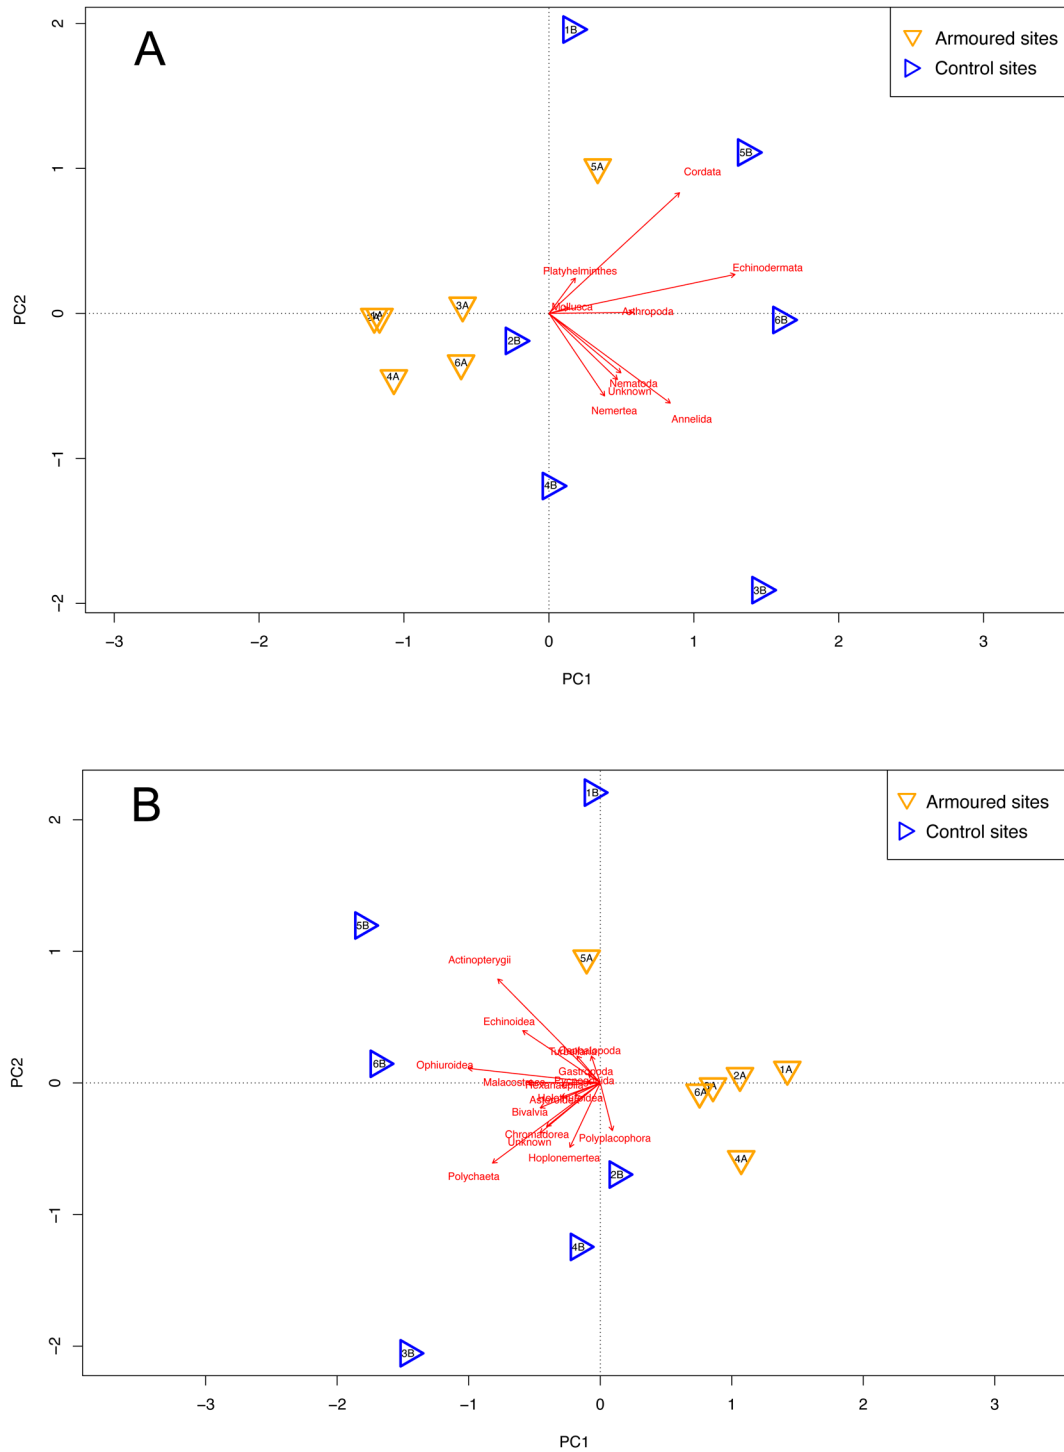 A
Armoured sites
Control sites
1B
5B
5A
Cordata
Platyhelminthes
Echinodermata
3A
Mollusca
Arthropoda
1A
6B
2B
6A
4A
Nematoda
Unknown
Nemertea
Annelida
4B
3B
PC2
2
1
0
−1
−2
−3
−2
−1
0
1
2
3
PC1
B
Armoured sites
Control sites
1B
5B
5A
Actinopterygii
Echinoidea
Cephalopoda
6B
Ophiuroidea
Gastropoda
Malacostraca
Asteroidea
Bivalvia
Chromadorea
Unknown
Polyplacophora
Hoplonemertea
Polychaeta
1A
2A
6A
4A
2B
4B
3B
PC2
2
1
0
−1
−2
−3
−2
−1
0
1
2
3
PC1